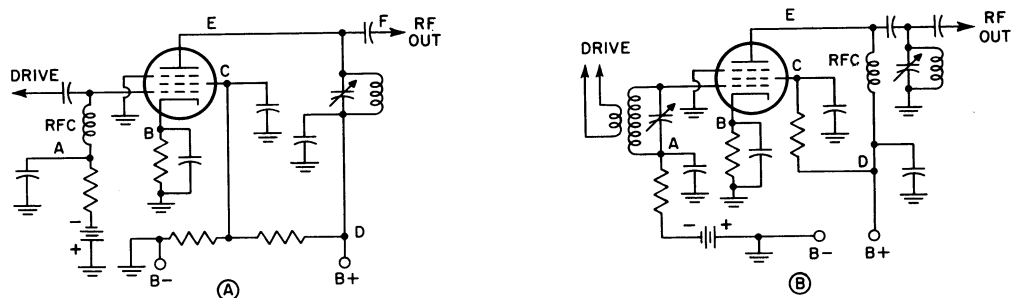 E
F
RF OUT
DRIVE
C
RFC
B
A
-
+
D
B-
B+
A
E
RF OUT
DRIVE
C
RFC
B
A
D
- +
B-
B+
B